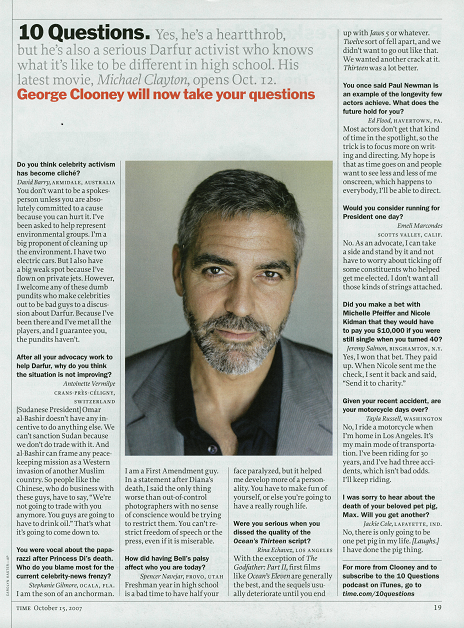 10 Questions. Yes, he's a heartthrob,
but he's also a serious Darfur activist who knows
what it's like to be different in high school. His
latest movie, Michael Clayton, opens Oct. 12.
George Clooney will now take your questions
Do you think celebrity activism
has become cliché?
David Barry, ARMIDALE, AUSTRALIA
You don't want to be a spokes-
person unless you are abso-
lutely committed to a cause
because you can hurt it. I've
been asked to help represent
environmental groups. I'm a
big proponent of cleaning up
the environment. I have two
electric cars. But I also have
a big weak spot because I've
flown on private jets. However,
I welcome any of these dumb
pundits who make celebrities
out to be bad guys to a discus-
sion about Darfur. Because I've
been there and I've met all the
players, and I guarantee you,
the pundits haven't.
After all your advocacy work to
help Darfur, why do you think
the situation is not improving?
Antoinette Vermilye
CRANS-PRÈS-CÉLIGNY,
SWITZERLAND
[Sudanese President] Omar
al-Bashir doesn't have any in-
centive to do anything else. We
can't sanction Sudan because
we don't do trade with it. And
al-Bashir can frame any peace-
keeping mission as a Western
invasion of another Muslim
country. So people like the
Chinese, who do business with
these guys, have to say, "We're
not going to trade with you
anymore. You guys are going to
have to drink oil." That's what
it's going to come down to.
You were vocal about the papa-
razzi after Princess Di's death.
Who do you blame most for the
current celebrity-news frenzy?
Stephanie Gilmore, OCALA, FLA.
I am the son of an anchorman.
I am a First Amendment guy.
In a statement after Diana's
death, I said the only thing
worse than out-of-control
photographers with no sense
of conscience would be trying
to restrict them. You can't re-
strict freedom of speech or the
press, even if it is miserable.
How did having Bell's palsy
affect who you are today?
Spencer Navajar, PROVO, UTAH
Freshman year in high school
is a bad time to have half your
face paralyzed, but it helped
me develop more of a person-
ality. You have to make fun of
yourself, or else you're going to
have a really rough life.
Were you serious when you
dissed the quality of the
Ocean's Thirteen script?
Rina Echavez, LOS ANGELES
With the exception of The
Godfather: Part II, first films
like Ocean's Eleven are generally
the best, and the sequels usu-
ally deteriorate until you end
up with Jaws 5 or whatever.
Twelve sort of fell apart, and we
didn't want to go out like that.
We wanted another crack at it.
Thirteen was a lot better.
You once said Paul Newman is
an example of the longevity few
actors achieve. What does the
future hold for you?
Ed Flood, HAVERTOWN, PA.
Most actors don't get that kind
of time in the spotlight, so the
trick is to focus more on writ-
ing and directing. My hope is
that as time goes on and people
want to see less and less of me
onscreen, which happens to
everybody, I'll be able to direct.
Would you consider running for
President one day?
Emeli Marcondes
SCOTTS VALLEY, CALIF.
No. As an advocate, I can take
a side and stand by it and not
have to worry about ticking off
some constituents who helped
get me elected. I don't want all
those kinds of strings attached.
Did you make a bet with
Michelle Pfeiffer and Nicole
Kidman that they would have
to pay you $10,000 if you were
still single when you turned 40?
Jeremy Salmon, BINGHAMTON, N.Y.
Yes, I won that bet. They paid
up. When Nicole sent me the
check, I sent it back and said,
"Send it to charity."
Given your recent accident, are
your motorcycle days over?
Tayla Russell, WASHINGTON
No, I ride a motorcycle when
I'm home in Los Angeles. It's
my main mode of transporta-
tion. I've been riding for 30
years, and I've had three acci-
dents, which isn't bad odds.
I'll keep riding.
I was sorry to hear about the
death of your beloved pet pig,
Max. Will you get another?
Jackie Cole, LAFAYETTE, IND.
No, there is only going to be
one pet pig in my life. [Laughs.]
I have done the pig thing.
For more from Clooney and to
subscribe to the 10 Questions
podcast on iTunes, go to
time.com/10questions
TIME October 15, 2007
19